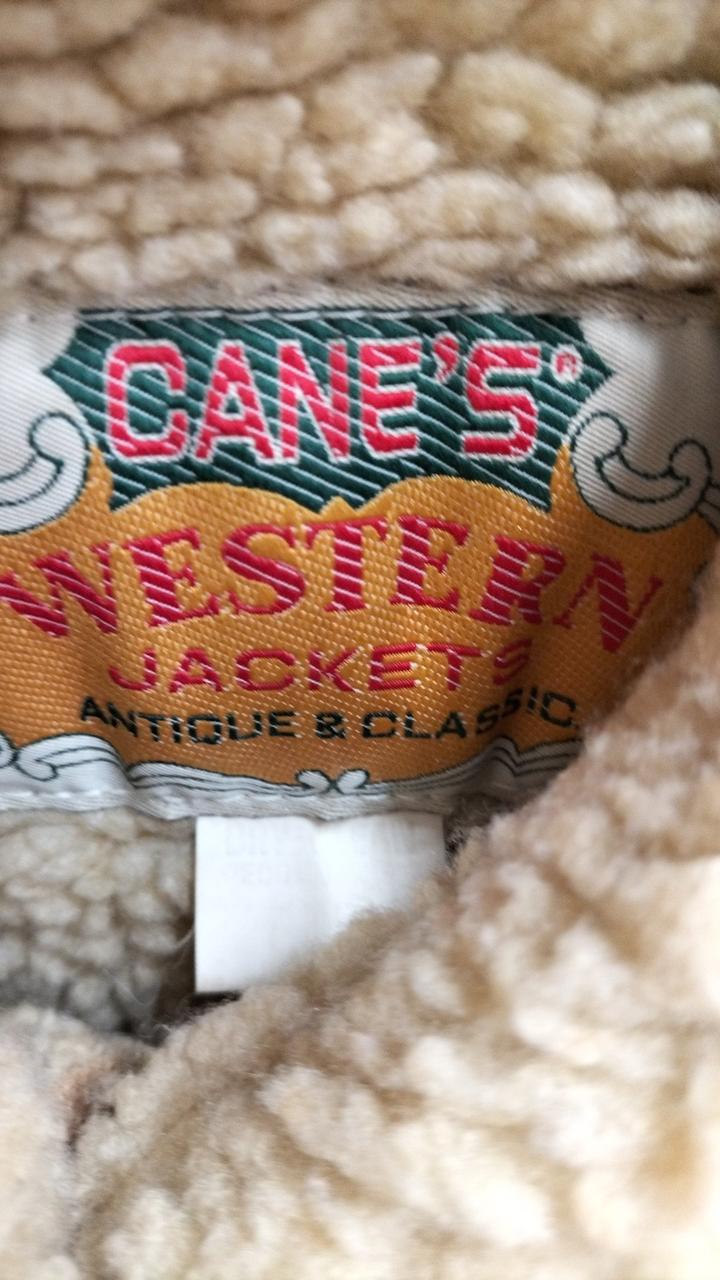 CANE'S®
WESTERN
JACKETS
ANTIQUE & CLASSIC